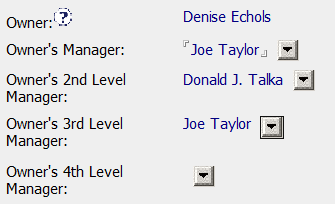 Owner: ? Denise Echols
Owner's Manager: Joe Taylor
Owner's 2nd Level Manager: Donald J. Talka
Owner's 3rd Level Manager: Joe Taylor
Owner's 4th Level Manager: